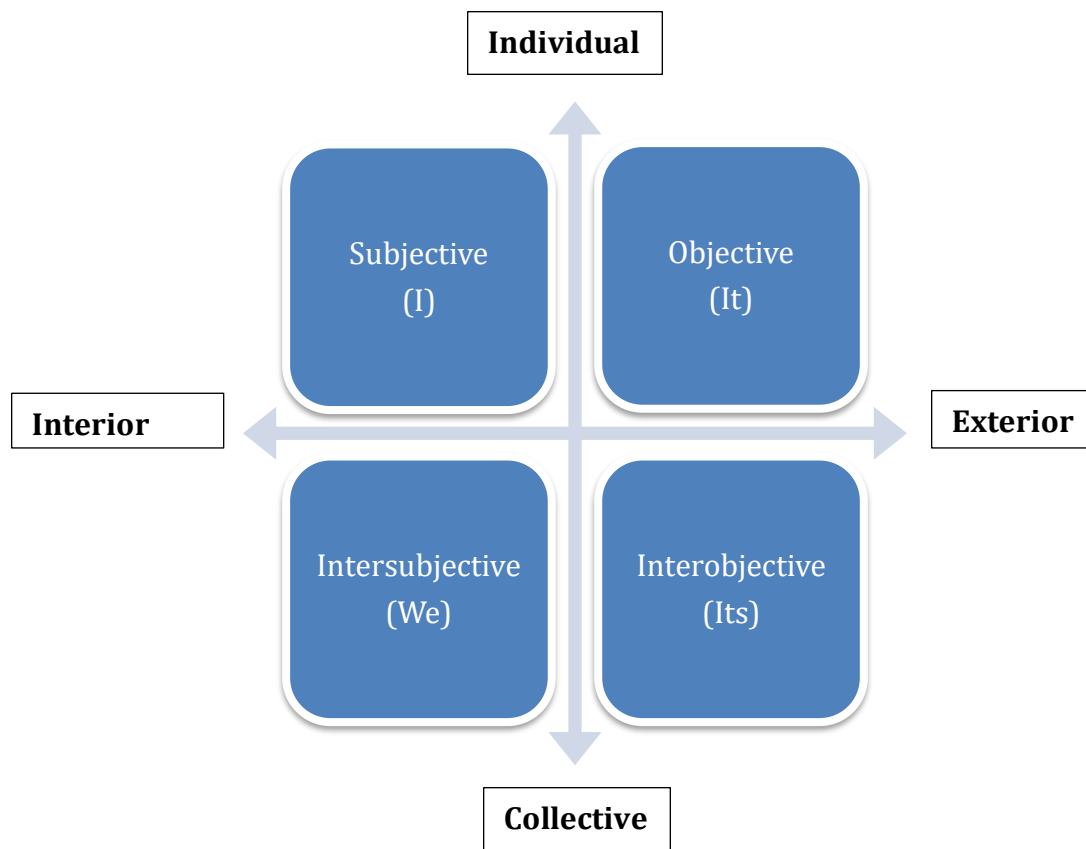 Individual
Subjective
(I)
Objective
(It)
Interior
Exterior
Intersubjective
(We)
Interobjective
(Its)
Collective